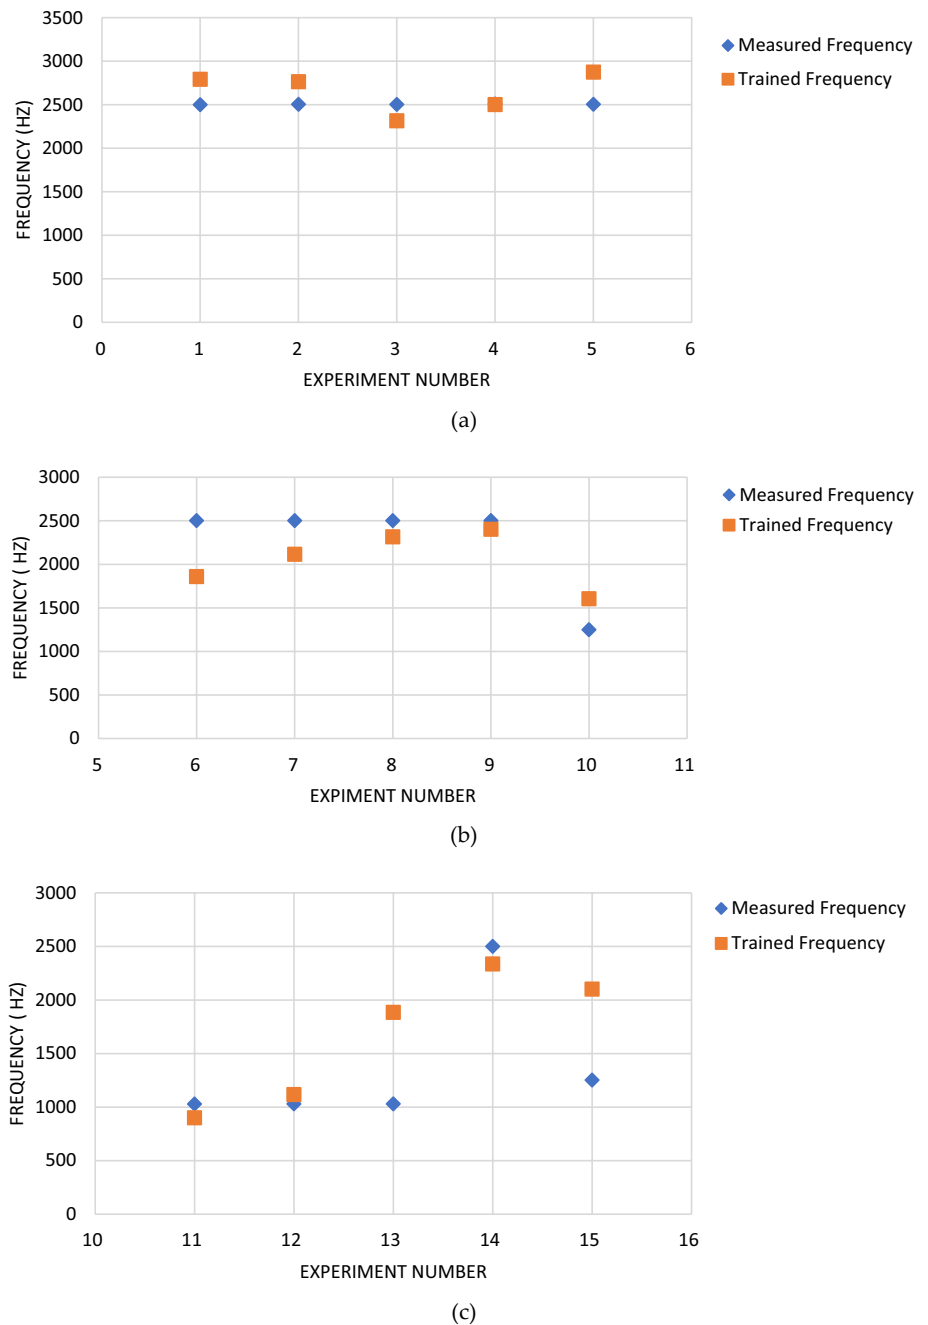 3500
3000
2500
2000
1500
1000
500
0
FREQUENCY (HZ)
0 1 2 3 4 5 6
EXPERIMENT NUMBER
Measured Frequency
Trained Frequency
(a)
3000
2500
2000
1500
1000
500
0
FREQUENCY ( HZ)
5 6 7 8 9 10 11
EXPIMENT NUMBER
Measured Frequency
Trained Frequency
(b)
3000
2500
2000
1500
1000
500
0
FREQUENCY ( HZ)
10 11 12 13 14 15 16
EXPERIMENT NUMBER
Measured Frequency
Trained Frequency
(c)